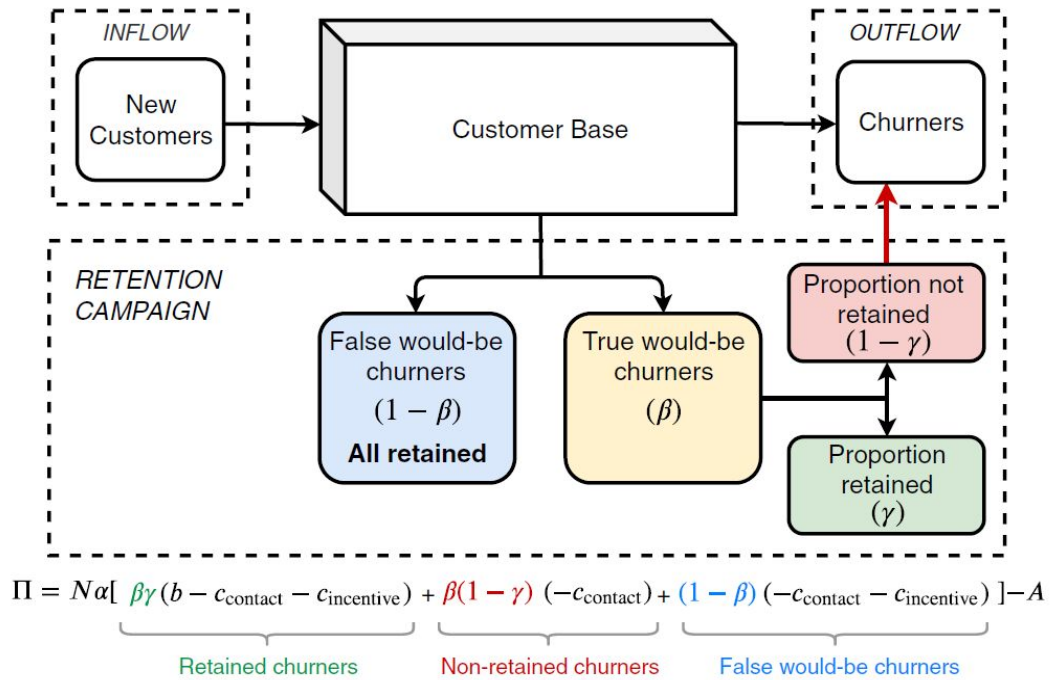 INFLOW
New
Customers
Customer Base
OUTFLOW
Churners
RETENTION
CAMPAIGN
False would-be
churners
(1 − β)
All retained
True would-be
churners
(β)
Proportion not
retained
(1 − γ)
Proportion
retained
(γ)
Π = Nα[ βγ(b − c_contact − c_incentive) + β(1 − γ) (−c_contact) + (1 − β) (−c_contact − c_incentive) ]−A
Retained churners
Non-retained churners
False would-be churners